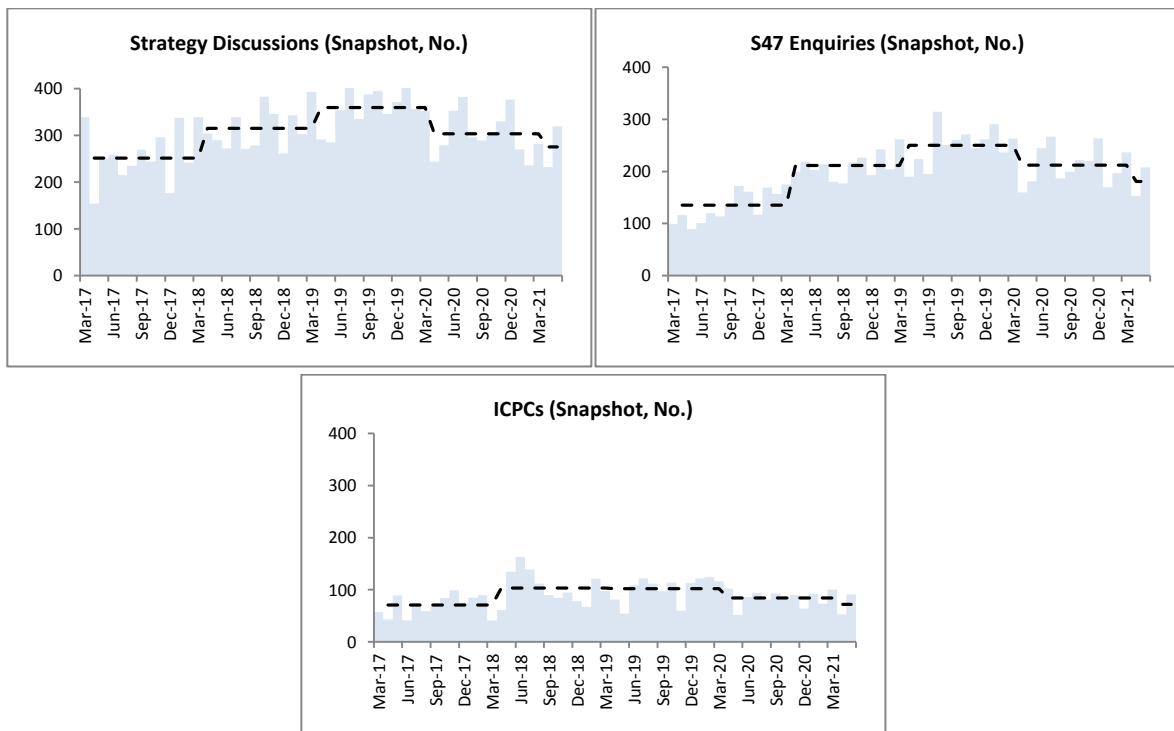 Strategy Discussions (Snapshot, No.)
400
300
200
100
0
Mar-17
Jun-17
Sep-17
Dec-17
Mar-18
Jun-18
Sep-18
Dec-18
Mar-19
Jun-19
Sep-19
Dec-19
Mar-20
Jun-20
Sep-20
Dec-20
Mar-21
S47 Enquiries (Snapshot, No.)
400
300
200
100
0
Mar-17
Jun-17
Sep-17
Dec-17
Mar-18
Jun-18
Sep-18
Dec-18
Mar-19
Jun-19
Sep-19
Dec-19
Mar-20
Jun-20
Sep-20
Dec-20
Mar-21
ICPCs (Snapshot, No.)
400
300
200
100
0
Mar-17
Jun-17
Sep-17
Dec-17
Mar-18
Jun-18
Sep-18
Dec-18
Mar-19
Jun-19
Sep-19
Dec-19
Mar-20
Jun-20
Sep-20
Dec-20
Mar-21